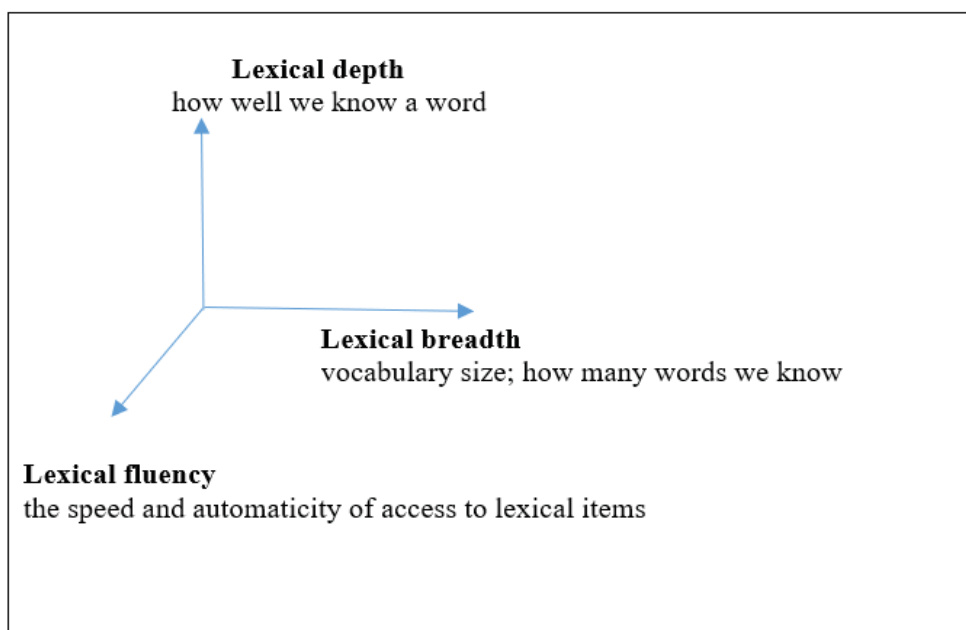 Lexical depth
how well we know a word
Lexical breadth
vocabulary size; how many words we know
Lexical fluency
the speed and automaticity of access to lexical items